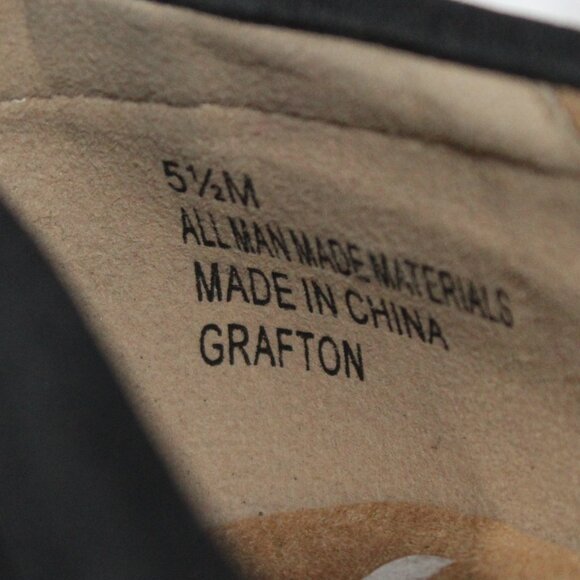 5½M
ALL MAN MADE MATERIALS
MADE IN CHINA
GRAFTON